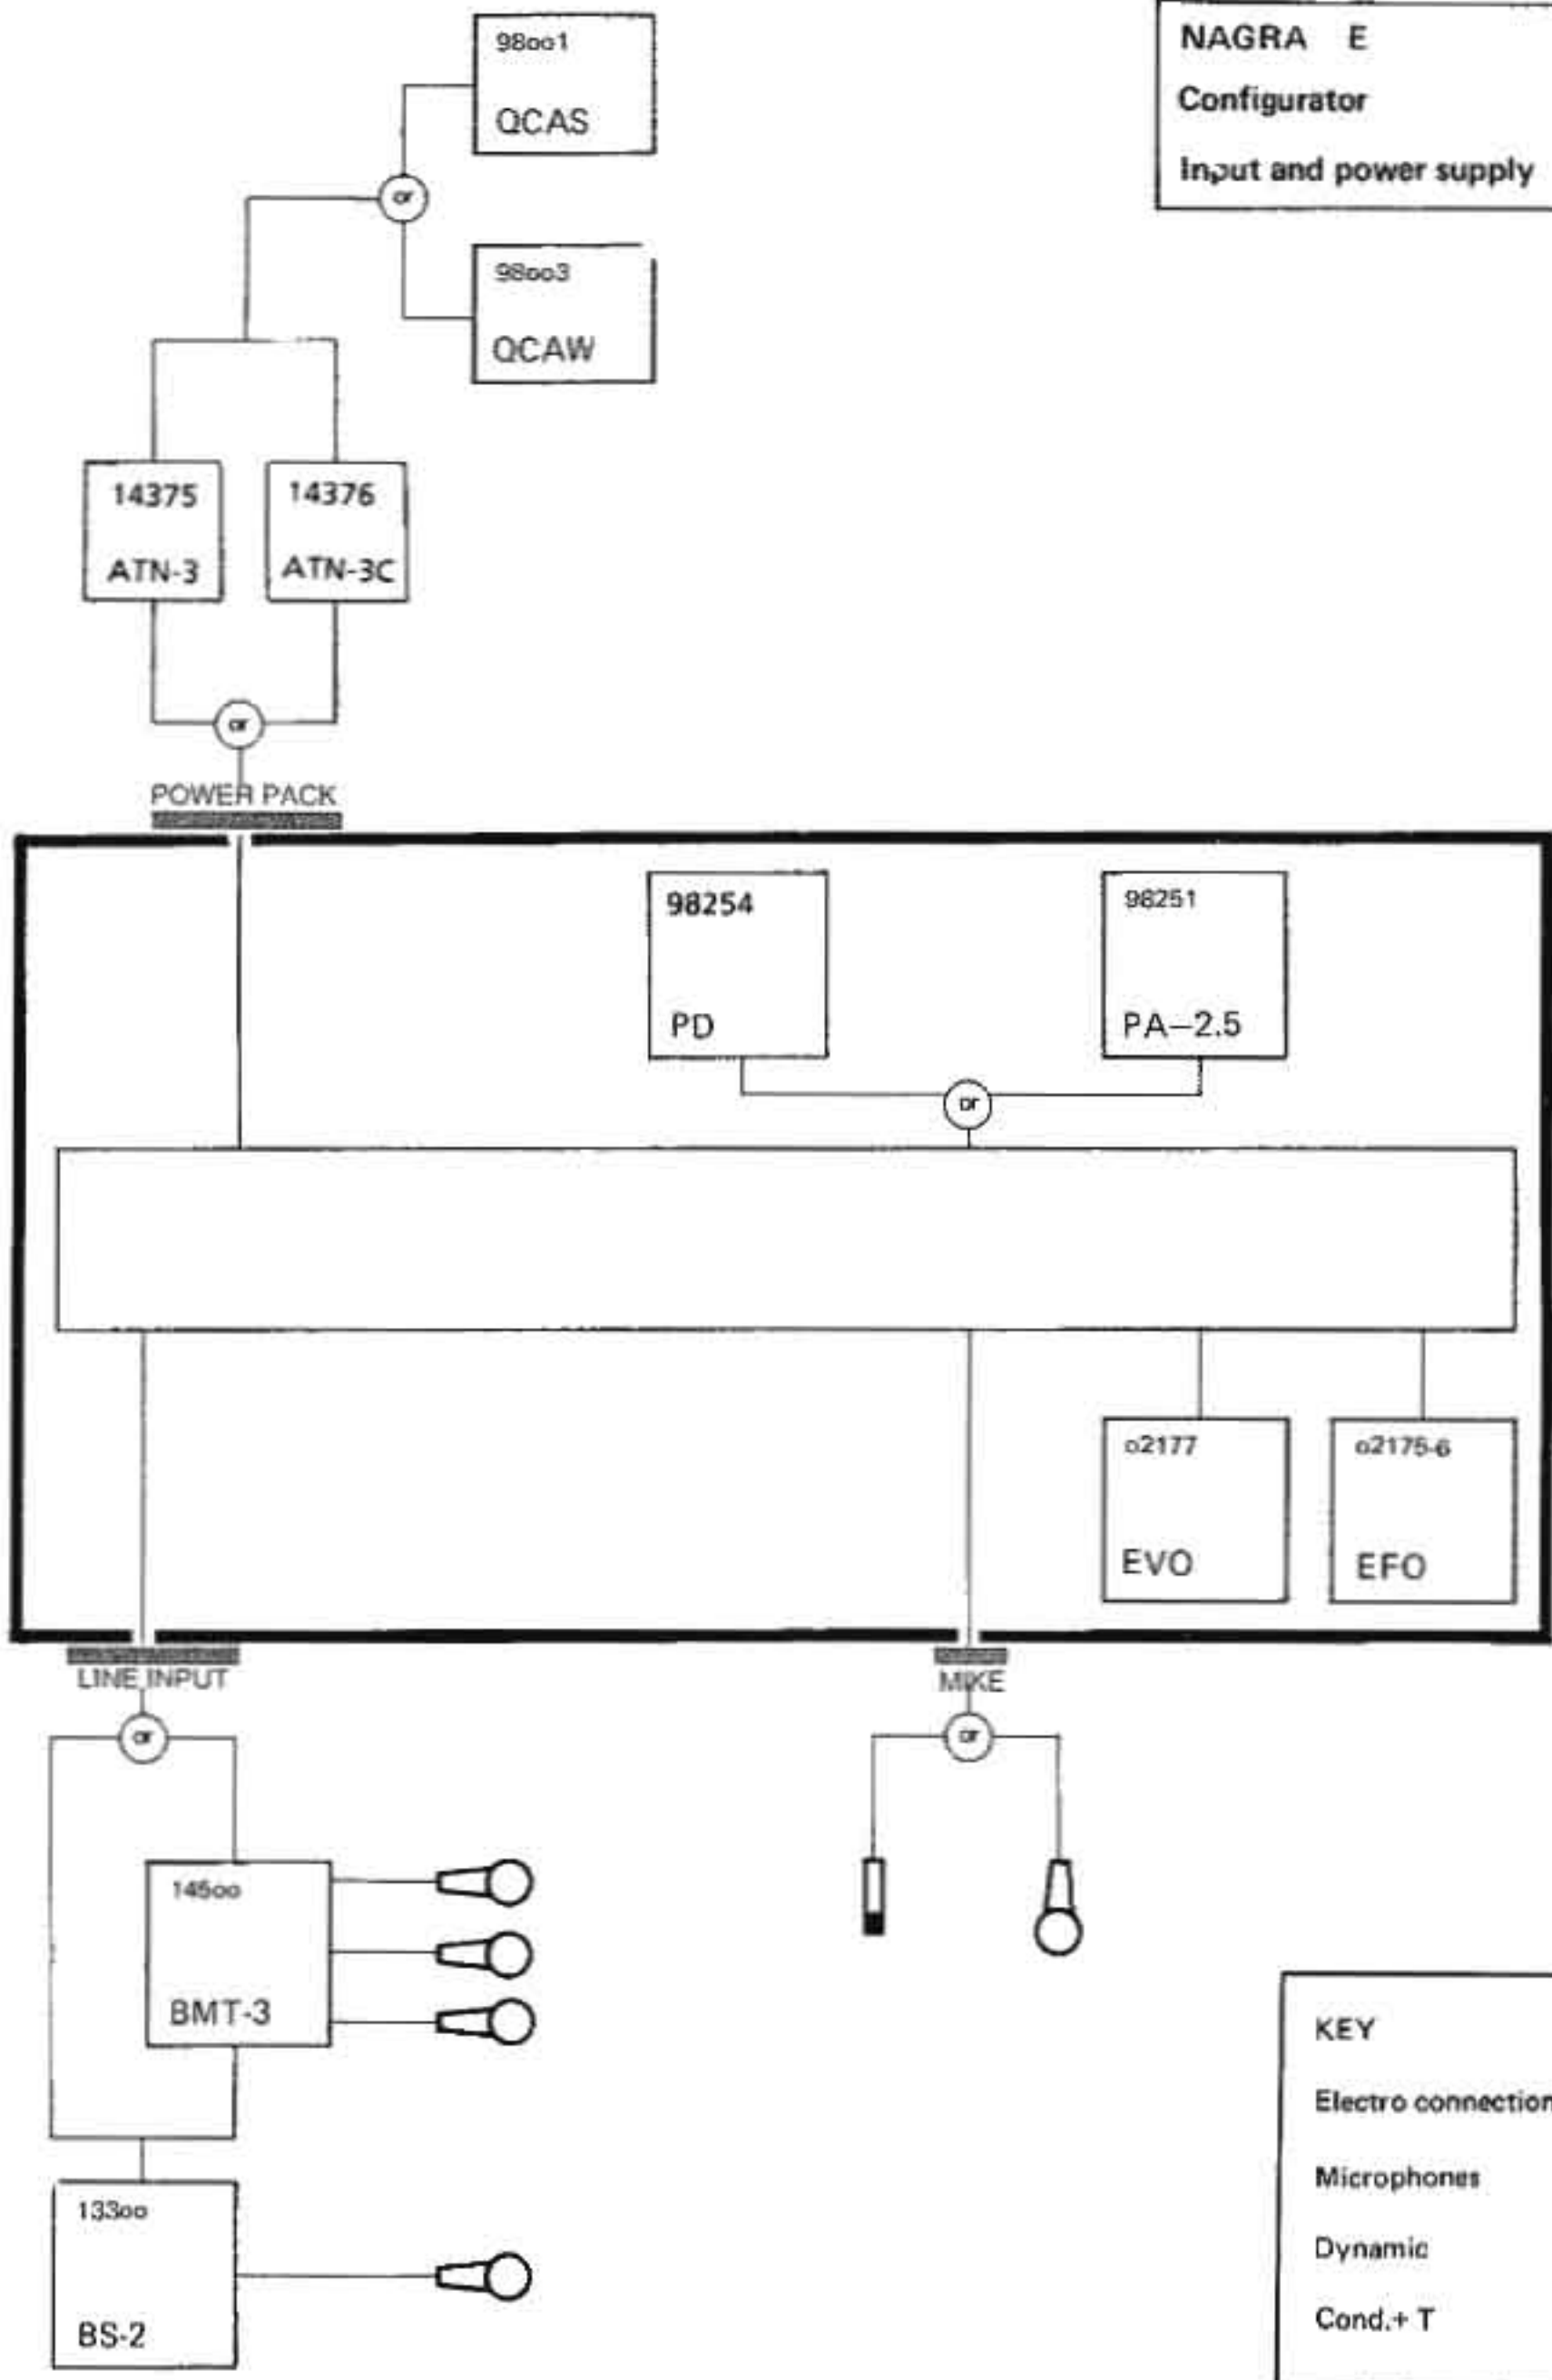 98oo1
QCAS
NAGRA E
Configurator
Input and power supply
or
98oo3
QCAW
14375
ATN-3
14376
ATN-3C
or
POWER PACK
98254
PD
98251
PA—2.5
or
o2177
EVO
o2175-6
EFO
LINE INPUT
MIKE
or
or
145oo
BMT-3
KEY
Electro connection
Microphones
Dynamic
Cond.+ T
133oo
BS-2